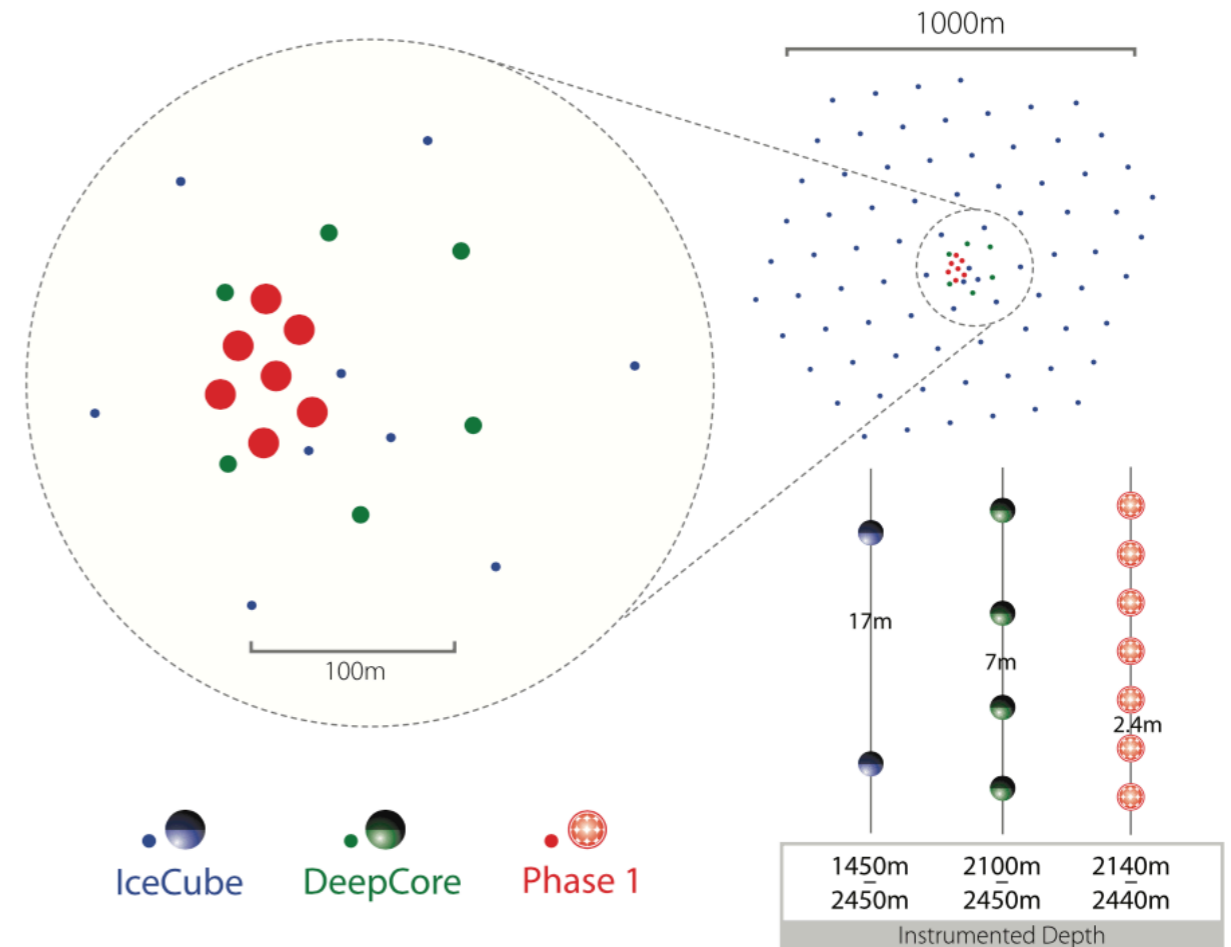 1000m
100m
17m
7m
2.4m
IceCube
DeepCore
Phase 1
1450m
–
2450m
2100m
–
2450m
2140m
–
2440m
Instrumented Depth